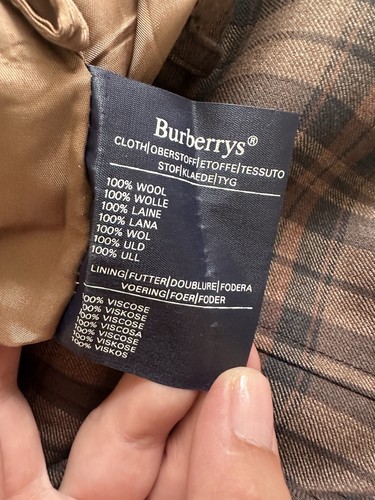 Burberrys®
CLOTH|OBERSTOFF|ETOFFE|TESSUTO
STOF|KLAEDE|TYG
100% WOOL
100% WOLLE
100% LAINE
100% LANA
100% WOL
100% ULD
100% ULL
LINING|FUTTER|DOUBLURE|FODERA
VOERING|FOER|FODER
100% VISCOSE
100% VISKOSE
100% VISCOSE
100% VISCOSA
100% VISCOSE
100% VISKOSE
100% VISKOS